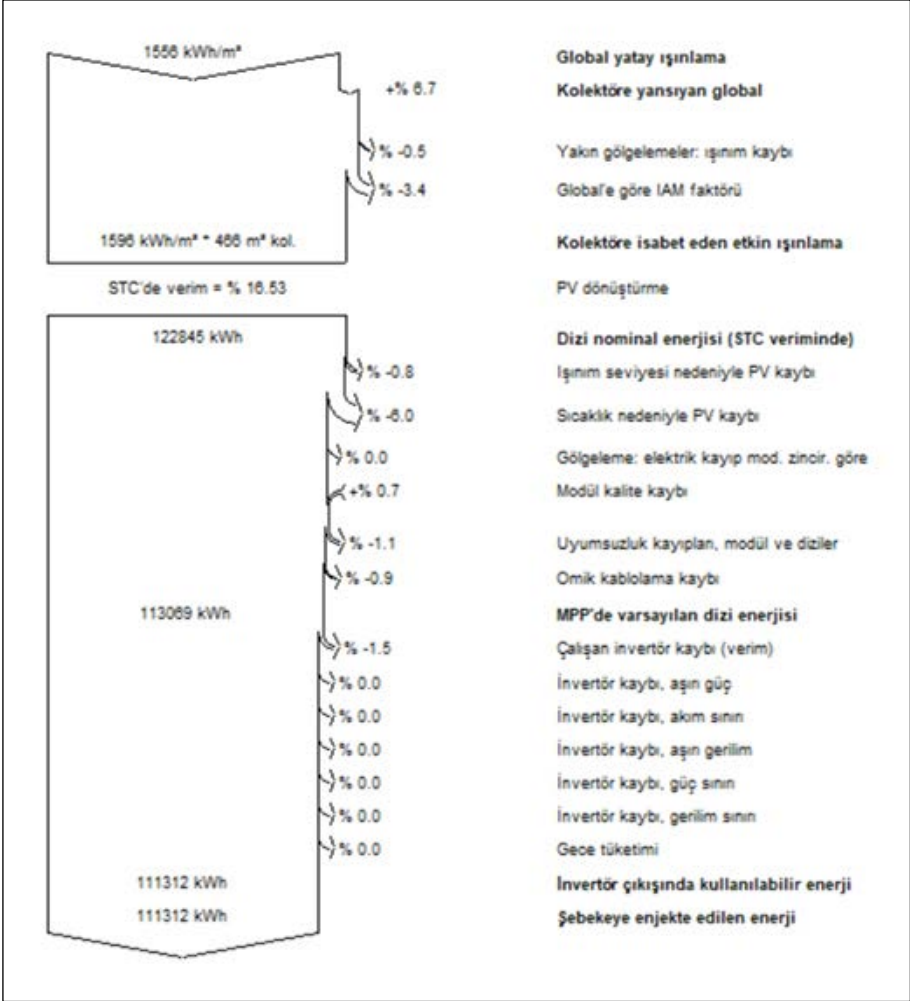 1556 kWh/m² Global yatay ışınlama
+% 6.7 Kolektöre yansıyan global
% -0.5 Yakın gölgelemeler: ışınım kaybı
% -3.4 Global'e göre IAM faktörü
1596 kWh/m² * 466 m² kol. Kolektöre isabet eden etkin ışınlama
STC'de verim = % 16.53 PV dönüştürme
122845 kWh Dizi nominal enerjisi (STC veriminde)
% -0.8 Işınım seviyesi nedeniyle PV kaybı
% -6.0 Sıcaklık nedeniyle PV kaybı
% 0.0 Gölgeleme: elektrik kayıp mod. zincir. göre
+% 0.7 Modül kalite kaybı
% -1.1 Uyumsuzluk kayıpları, modül ve diziler
% -0.9 Omik kablolama kaybı
113069 kWh MPP'de varsayılan dizi enerjisi
% -1.5 Çalışan invertör kaybı (verim)
% 0.0 İnvertör kaybı, aşırı güç
% 0.0 İnvertör kaybı, akım sınırı
% 0.0 İnvertör kaybı, aşırı gerilim
% 0.0 İnvertör kaybı, güç sınırı
% 0.0 İnvertör kaybı, gerilim sınırı
% 0.0 Gece tüketimi
111312 kWh İnvertör çıkışında kullanılabilir enerji
111312 kWh Şebekeye enjekte edilen enerji